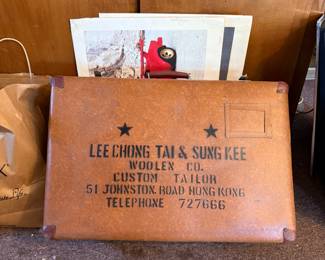 LEE CHONG TAI & SUNG KEE
WOOLEN CO.
CUSTOM TAILOR
51 JOHNSTON. ROAD HONG KONG
TELEPHONE 727666